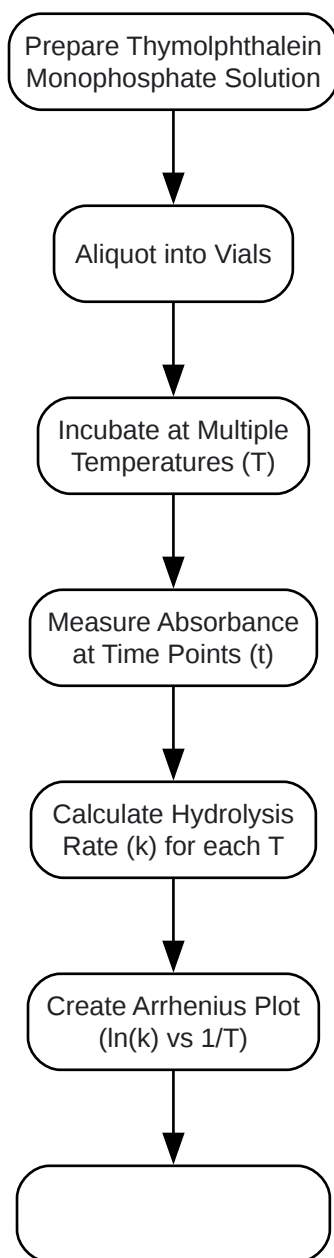 Prepare Thymolphthalein
Monophosphate Solution
Aliquot into Vials
Incubate at Multiple
Temperatures (T)
Measure Absorbance
at Time Points (t)
Calculate Hydrolysis
Rate (k) for each T
Create Arrhenius Plot
(ln(k) vs 1/T)